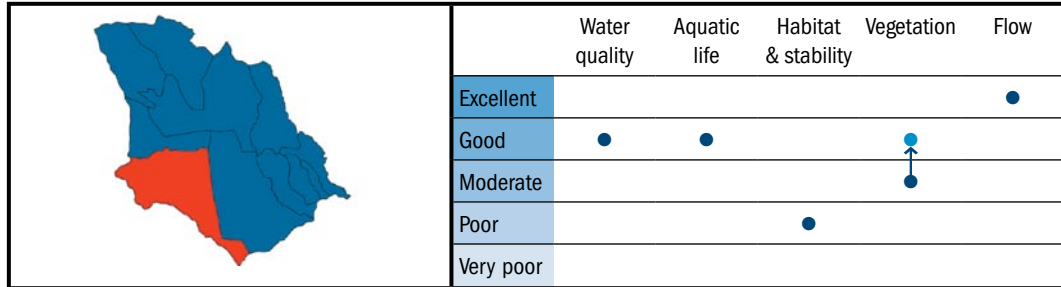 Water quality
Aquatic life
Habitat & stability
Vegetation
Flow
Excellent
Good
Moderate
Poor
Very poor